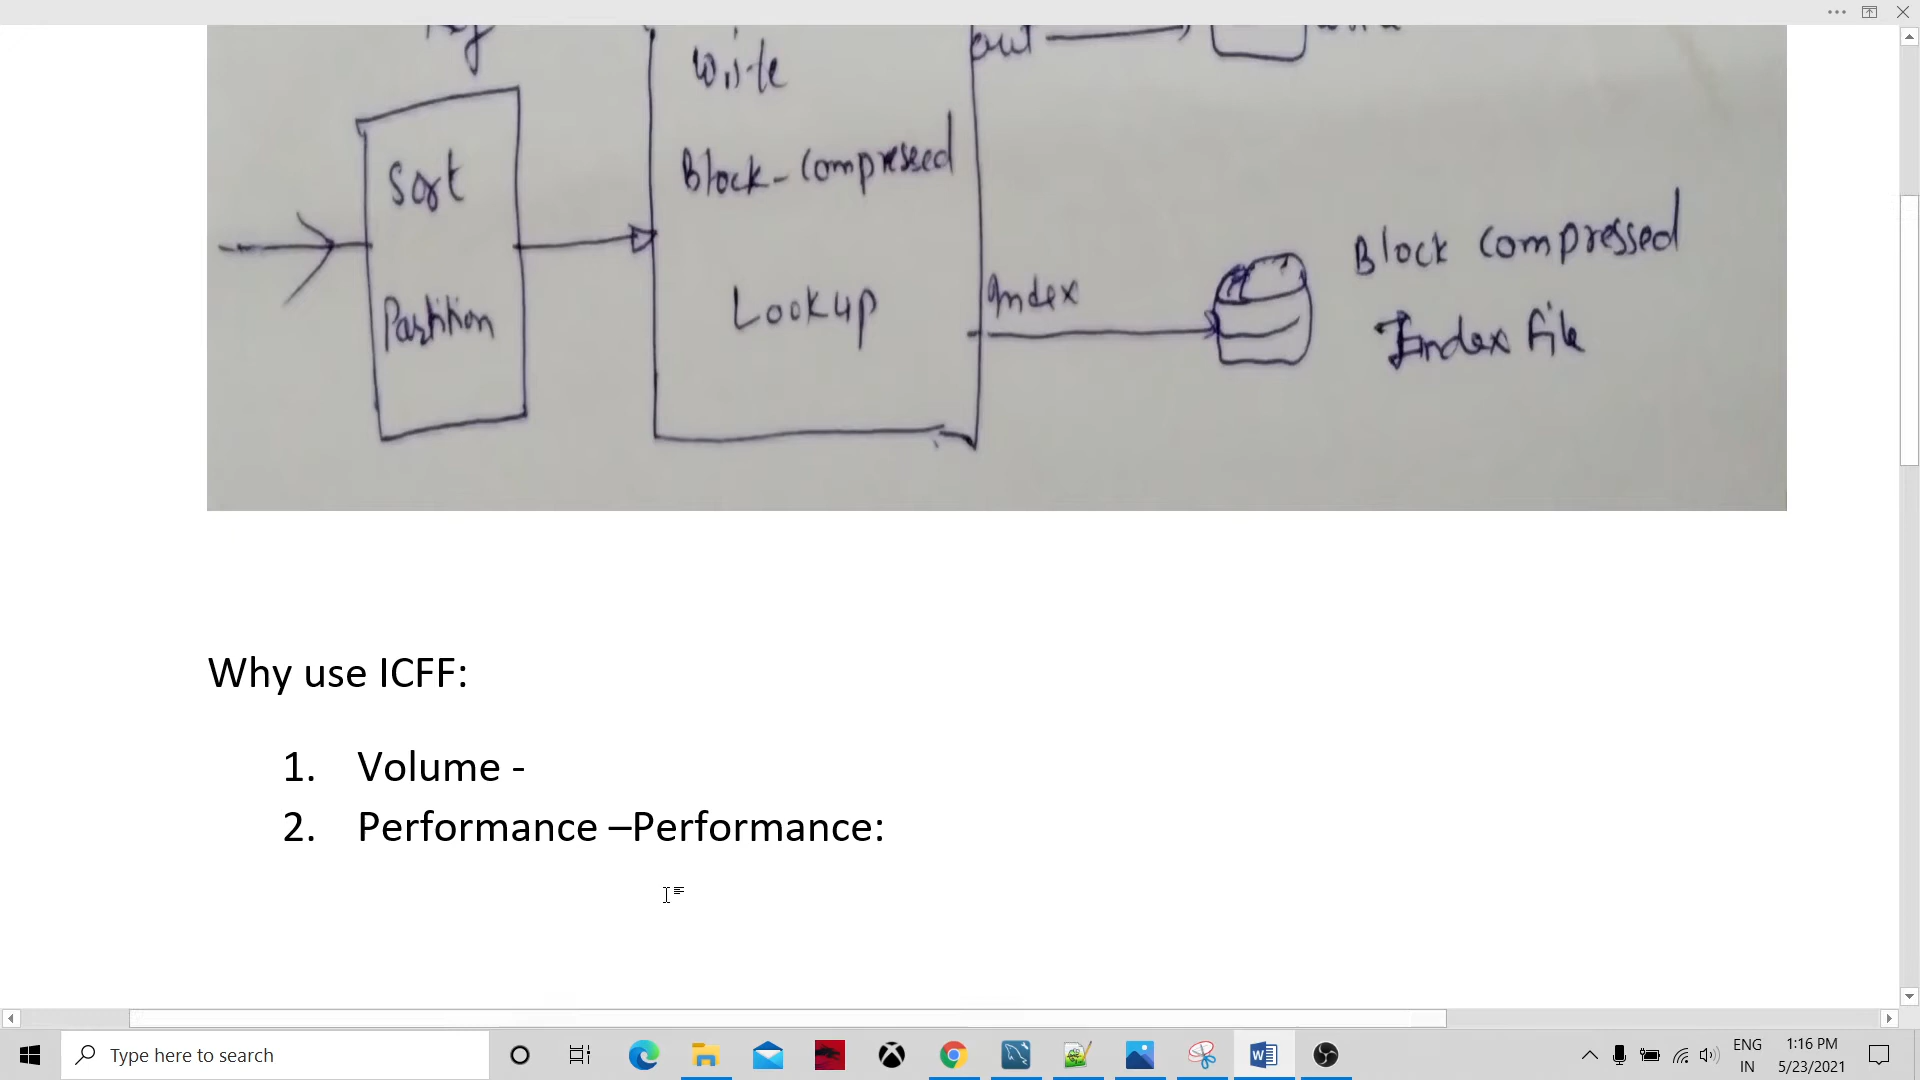 out
Write
Sort
Block-Compressed
Partition
Lookup
Index
Block Compressed
Index File
Why use ICFF:
1. Volume -
2. Performance –Performance:
Type here to search
ENG
IN
1:16 PM
5/23/2021